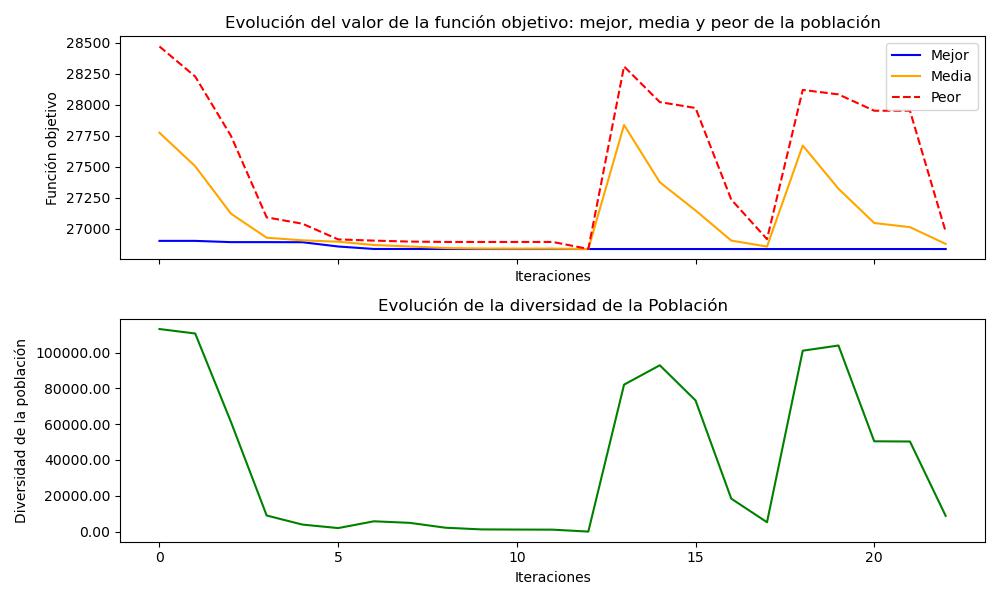 Evolución del valor de la función objetivo: mejor, media y peor de la población
28500
28250
28000
27750
27500
27250
27000
Función objetivo
Mejor
Media
Peor
Iteraciones
Evolución de la diversidad de la Población
100000.00
80000.00
60000.00
40000.00
20000.00
0.00
Diversidad de la población
0 5 10 15 20
Iteraciones